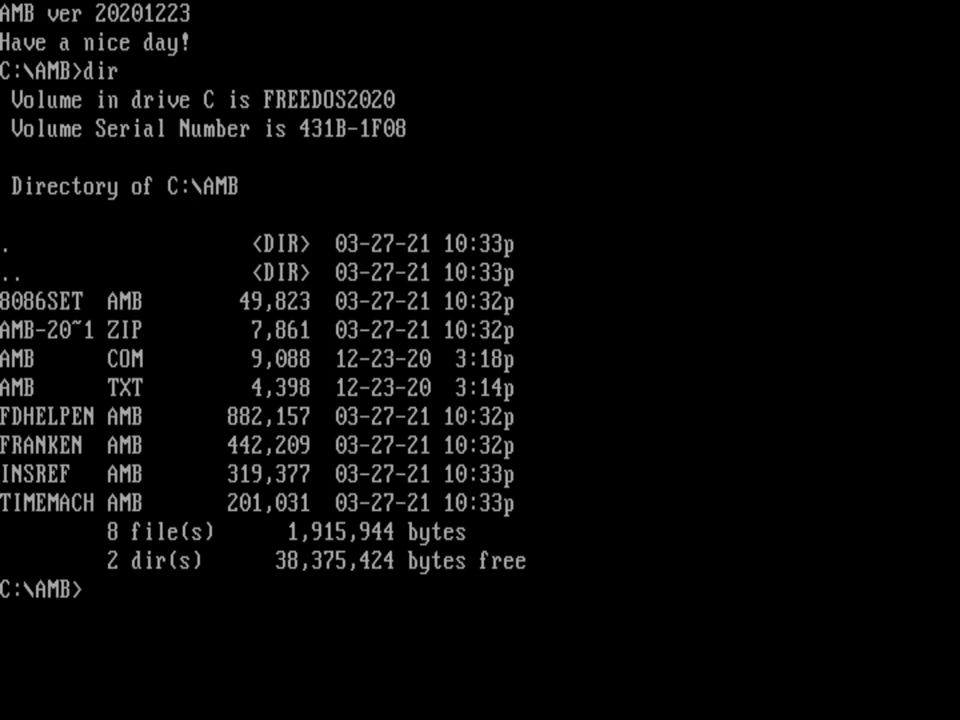 AMB ver 20201223
Have a nice day!
C:\AMB>dir
 Volume in drive C is FREEDOS2020
 Volume Serial Number is 431B-1F08

 Directory of C:\AMB

.                    <DIR>  03-27-21 10:33p
..                   <DIR>  03-27-21 10:33p
8086SET  AMB        49,823  03-27-21 10:32p
AMB-20~1 ZIP         7,861  03-27-21 10:32p
AMB      COM         9,088  12-23-20  3:18p
AMB      TXT         4,398  12-23-20  3:14p
FDHELPEN AMB       882,157  03-27-21 10:32p
FRANKEN  AMB       442,209  03-27-21 10:32p
INSREF   AMB       319,377  03-27-21 10:33p
TIMEMACH AMB       201,031  03-27-21 10:33p
         8 file(s)      1,915,944 bytes
         2 dir(s)      38,375,424 bytes free
C:\AMB>